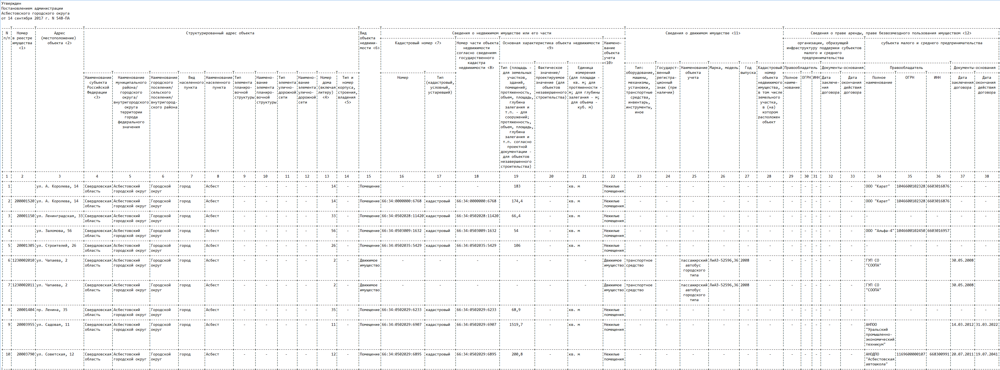 Утвержден
Постановлением администрации
Асбестовского городского округа
от 14 сентября 2017 г. N 548-ПА
N п/п
Номер в реестре имущества <1>
Адрес (местоположение) объекта <2>
Структурированный адрес объекта
Вид объекта недвижи-мости <6>
Сведения о недвижимом имуществе или его части
Сведения о движимом имуществе <11>
Сведения о праве аренды, праве безвозмездного пользования имуществом <12>
Кадастровый номер <7>
Номер части объекта недвижимости согласно сведениям государственного кадастра недвижимости <8>
Основная характеристика объекта недвижимости <9>
Наимено-вание объекта учета <10>
организации, образующей инфраструктуру поддержки субъектов малого и среднего предпринимательства
субъекта малого и среднего предпринимательства
Правообладатель
Документы-основания
Правообладатель
Документы-основания
Наименование субъекта Российской Федерации <3>
Наименование муниципального района/ городского округа/ внутригородского округа территории города федерального значения
Наименование городского поселения/ сельского поселения/ внутригород-ского района
Вид населенного пункта
Наименование населенного пункта
Тип элемента планиро-вочной структуры
Наимено-вание элемента планиро-вочной структуры
Тип элемента улично-дорожной сети
Наимено-вание элемента улично-дорожной сети
Номер дома (включая литеру) <4>
Тип и номер корпуса, строения, владения <5>
Номер
Тип (кадастровый, условный, устаревший)
Тип (площадь - для земельных участков, зданий, помещений; протяженность, объем, площадь, глубина залегания и т.п. - для сооружений; протяженность, объем, площадь, глубина залегания и т.п. согласно проектной документации - для объектов незавершенного строительства)
Фактическое значение/ проектируемое значение (для объектов незавершенного строительства)
Единица измерения (для площади - кв. м; для протяженности - м; для глубины залегания - м; для объема - куб. м)
Тип: оборудование, машины, механизмы, установки, транспортные средства, инвентарь, инструменты, иное
Государст-венный регистра-ционный знак (при наличии)
Наименование объекта учета
Марка, модель
Год выпуска
Кадастровый номер объекта недвижимого имущества, в том числе земельного участка, в (на) котором расположен объект
Полное наиме-нование
ОГРН
ИНН
Дата заключе-ния договора
Дата окончания действия договора
Полное наименование
ОГРН
ИНН
Дата заключения договора
Дата окончания действия договора
1 2 3 4 5 6 7 8 9 10 11 12 13 14 15 16 17 18 19 20 21 22 23 24 25 26 27 28 29 30 31 32 33 34 35 36 37 38
1 ул. А. Королева, 14 Свердловская Асбестовский Городской город Асбест - - - - 14 - Помещение - - - 183 - кв. м Нежилые - - - - - - - - - - - ООО "Карат" 1046600102328 6603016876 - -
область городской округ округ помещения
2 200001520 ул. А. Королева, 14 Свердловская Асбестовский Городской город Асбест - - - - 14 - Помещение 66:34:0000000:6768 кадастровый 66:34:0000000:6768 174,4 - кв. м Нежилые - - - - - - - - - - - ООО "Карат" 1046600102328 6603016876 - -
область городской округ округ помещения
3 20001150 ул. Ленинградская, 33 Свердловская Асбестовский Городской город Асбест - - - - 33 - Помещение 66:34:0502028:11420 кадастровый 66:34:0502028:11420 66,4 - кв. м Нежилые - - - - - - - - - - - - - - - -
область городской округ округ помещения
4 ул. Заломова, 56 Свердловская Асбестовский Городской город Асбест - - - - 56 - Помещение 66:34:0503009:1632 кадастровый 66:34:0503009:1632 54 - кв. м Нежилые - - - - - - - - - - - ООО "Альфа-4" 1046600102450 6603016957
область городской округ округ помещения
5 20001305 ул. Строителей, 26 Свердловская Асбестовский Городской город Асбест - - - - 26 - Помещение 66:34:0502035:5429 кадастровый 66:34:0502035:5429 106 - кв. м Нежилые - - - - - - - - - - - - - - - -
область городской округ округ помещения
6 1230002010 ул. Чапаева, 2 Свердловская Асбестовский Городской город Асбест - - - - 2 - Движимое - - - - - - Движимое транспортное пассажирский ЛиАЗ-52596,36 2008 - - - - - - ГУП СО 30.05.2008
область городской округ округ имущество имущество средство автобус "СООПА"
городского
типа
7 1230002011 ул. Чапаева, 2 Свердловская Асбестовский Городской город Асбест - - - - 2 - Движимое - - - - - - Движимое транспортное пассажирский ЛиАЗ-52596,36 2008 - - - - - - ГУП СО 30.05.2008
область городской округ округ имущество имущество средство автобус "СООПА"
городского
типа
8 20001404 пр. Ленина, 35 Свердловская Асбестовский Городской город Асбест - - - - 35 - Помещение 66:34:0502029:6233 кадастровый 66:34:0502029:6233 68,9 - кв. м Нежилые - - - - - - - - - - - - - - - -
область городской округ округ помещения
9 20003955 ул. Садовая, 11 Свердловская Асбестовский Городской город Асбест - - - - 11 - Помещение 66:34:0502029:6907 кадастровый 66:34:0502029:6907 1519,7 - кв. м Нежилые - - - - - - - - - - - АНПОО 14.03.2012 31.03.2022
область городской округ округ помещения "Уральский
промышленно-
экономический
техникум"
10 20003790 ул. Советская, 12 Свердловская Асбестовский Городской город Асбест - - - - 12 - Помещение 66:34:0502029:6895 кадастровый 66:34:0502029:6895 200,8 - кв. м Нежилые - - - - - - - - - - - АНОДПО 1169600000107 668300991 20.07.2011 19.07.2041
область городской округ округ помещения "Асбестовская
автошкола"